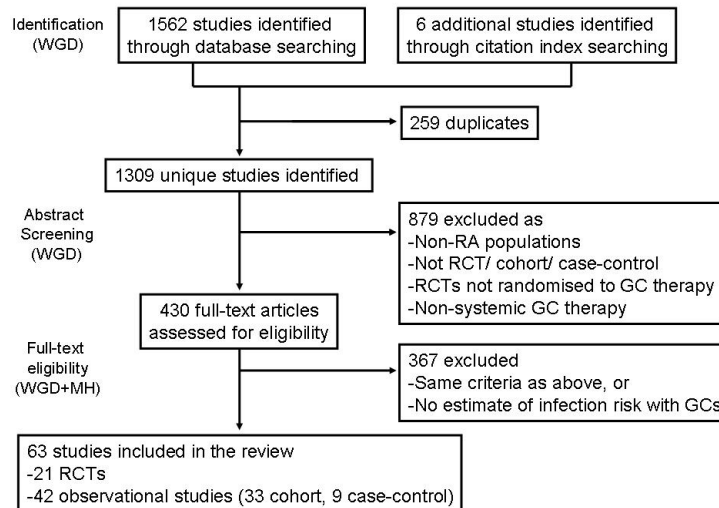 Identification
(WGD)
1562 studies identified
through database searching
6 additional studies identified
through citation index searching
259 duplicates
1309 unique studies identified
Abstract
Screening
(WGD)
879 excluded as
-Non-RA populations
-Not RCT/ cohort/ case-control
-RCTs not randomised to GC therapy
-Non-systemic GC therapy
430 full-text articles
assessed for eligibility
Full-text
eligibility
(WGD+MH)
367 excluded
-Same criteria as above, or
-No estimate of infection risk with GCs
63 studies included in the review
-21 RCTs
-42 observational studies (33 cohort, 9 case-control)